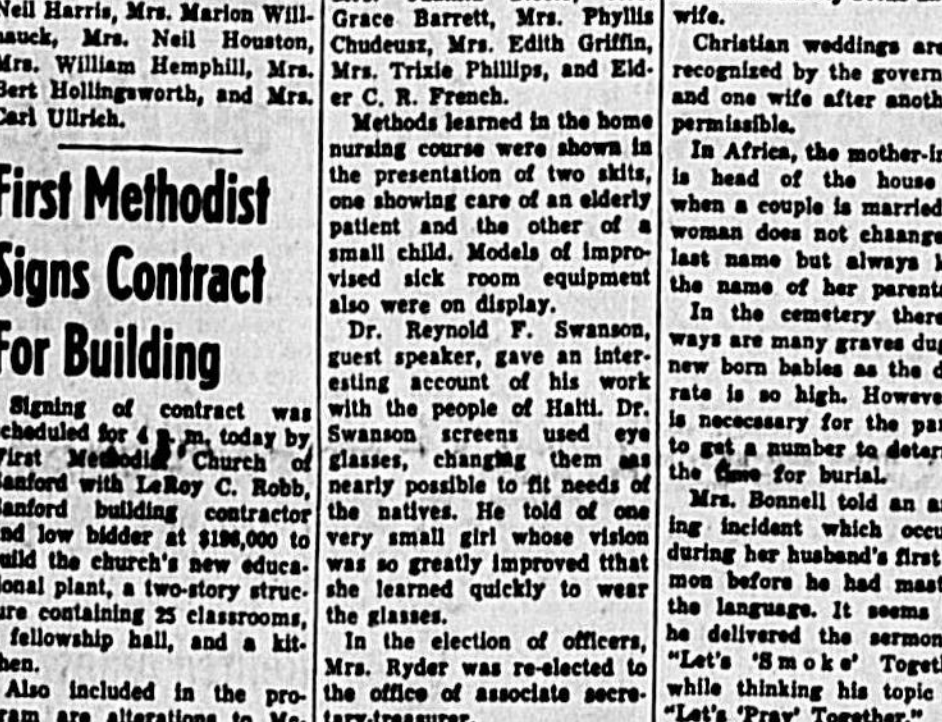 Neil Harris, Mrs. Marion Will-
hauck, Mrs. Neil Houston,
Mrs. William Hemphill, Mrs.
Bert Hollingsworth, and Mrs.
Carl Ullrich.
First Methodist
Signs Contract
For Building
Signing of contract was
scheduled for 4 p. m. today by
First Methodist Church of
Sanford with LeRoy C. Robb,
Sanford building contractor
and low bidder at $196,000 to
build the church's new educa-
tional plant, a two-story struc-
ture containing 25 classrooms,
fellowship hall, and a kit-
chen.
Also included in the pro-
gram are alterations to
Grace Barrett, Mrs. Phyllis
Chudeusz, Mrs. Edith Griffin,
Mrs. Trixie Phillips, and Eld-
er C. R. French.
Methods learned in the home
nursing course were shown in
the presentation of two skits,
one showing care of an elderly
patient and the other of a
small child. Models of impro-
vised sick room equipment
also were on display.
Dr. Reynold F. Swanson,
guest speaker, gave an inter-
esting account of his work
with the people of Haiti. Dr.
Swanson screens used eye
glasses, changing them as
nearly possible to fit needs of
the natives. He told of one
very small girl whose vision
was so greatly improved tthat
she learned quickly to wear
the glasses.
In the election of officers,
Mrs. Ryder was re-elected to
the office of associate secre-
tary-treasurer.
wife.
Christian weddings are
recognized by the govern
and one wife after anoth
permissible.
In Africa, the mother-in
is head of the house
when a couple is married
woman does not chaange
last name but always
the name of her parents
In the cemetery there
ways are many graves dug
new born babies as the d
rate is so high. Howeve
is necessary for the par
to get a number to deter
the time for burial.
Mrs. Bonnell told an a
ing incident which occu
during her husband's first
mon before he had mast
the language. It seems
he delivered the sermon
"Let's 'Smoke' Togeth
while thinking his topic
"Let's 'Pray' Together."